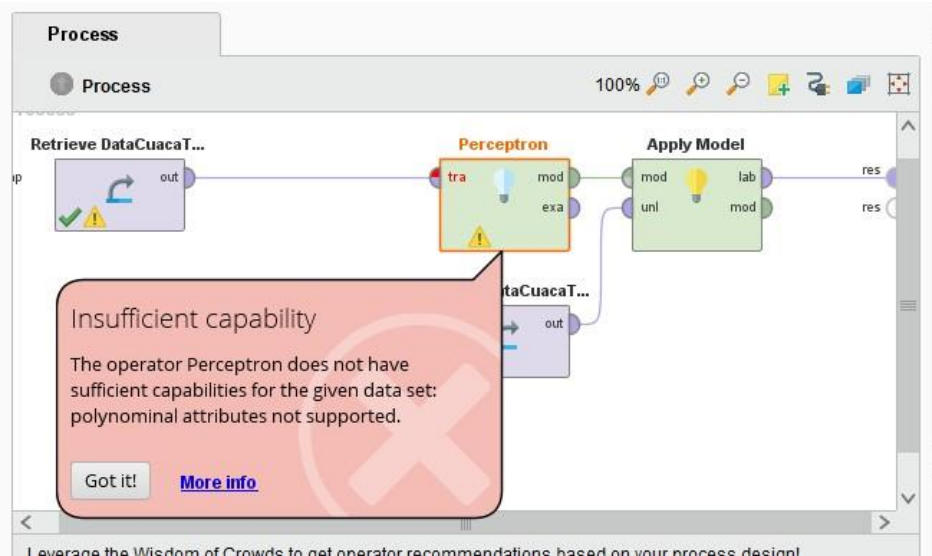 Process
Process
100%
Retrieve DataCuacaT...
out
Perceptron
tra
mod
exa
Apply Model
mod
lab
unl
mod
res
res
taCuacaT...
out
Insufficient capability
The operator Perceptron does not have
sufficient capabilities for the given data set:
polynominal attributes not supported.
Got it!
More info
Leverage the Wisdom of Crowds to get operator recommendations based on your process design!